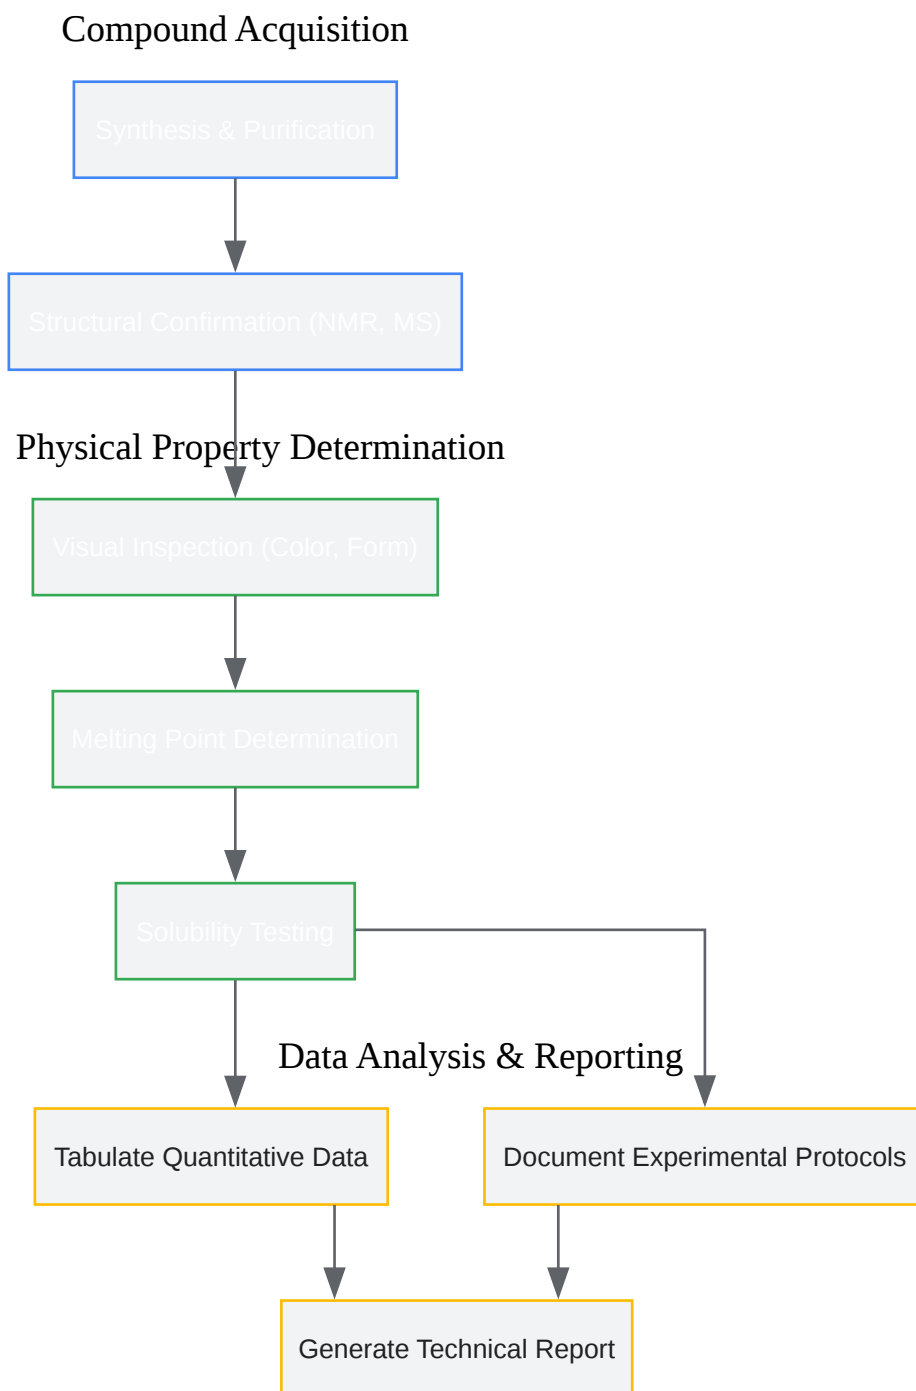 Compound Acquisition
Synthesis & Purification
Structural Confirmation (NMR, MS)
Physical Property Determination
Visual Inspection (Color, Form)
Melting Point Determination
Solubility Testing
Data Analysis & Reporting
Tabulate Quantitative Data
Document Experimental Protocols
Generate Technical Report